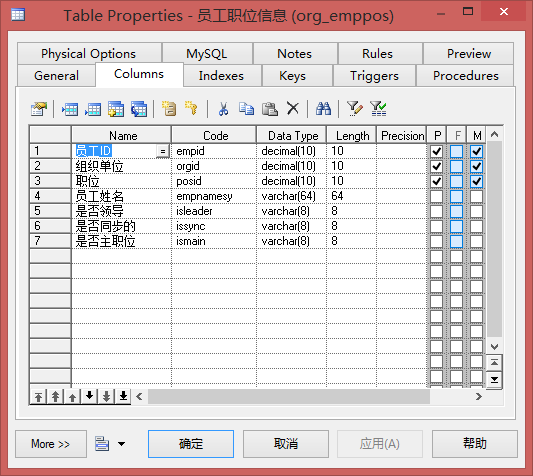 Table Properties - 员工职位信息 (org_emppos)
Physical Options MySQL Notes Rules Preview
General Columns Indexes Keys Triggers Procedures
Name Code Data Type Length Precision P F M
1 员工ID = empid decimal(10) 10
2 组织单位 orgid decimal(10) 10
3 职位 posid decimal(10) 10
4 员工姓名 empnamesy varchar(64) 64
5 是否领导 isleader varchar(8) 8
6 是否同步的 issync varchar(8) 8
7 是否主职位 ismain varchar(8) 8
More >> 确定 取消 应用(A) 帮助